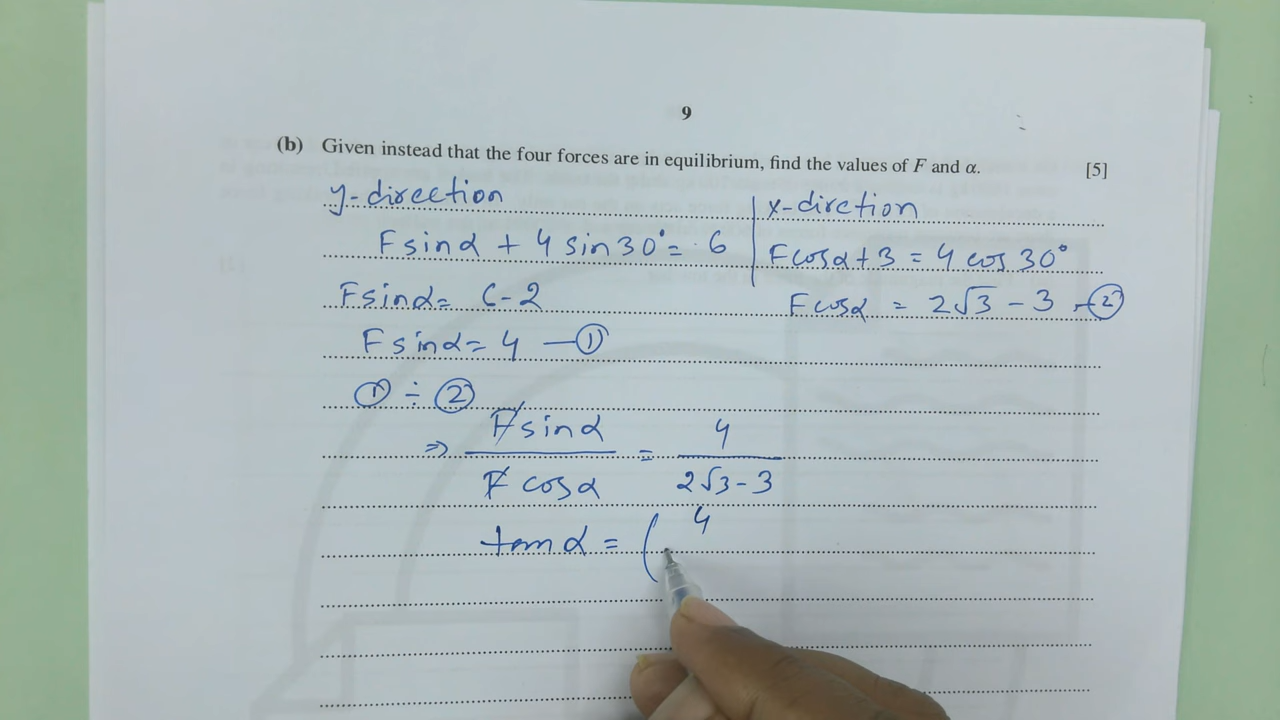 9
(b) Given instead that the four forces are in equilibrium, find the values of F and α. [5]
y-direction
x-dirction
F sin α + 4 sin 30° = 6
F cos α + 3 = 4 cos 30°
F sin α = 6 - 2
F cos α = 2√3 - 3 - ②
F sin α = 4 — ①
① ÷ ②
⇒ F sin α / F cos α = 4 / 2√3 - 3
tan α = ( 4